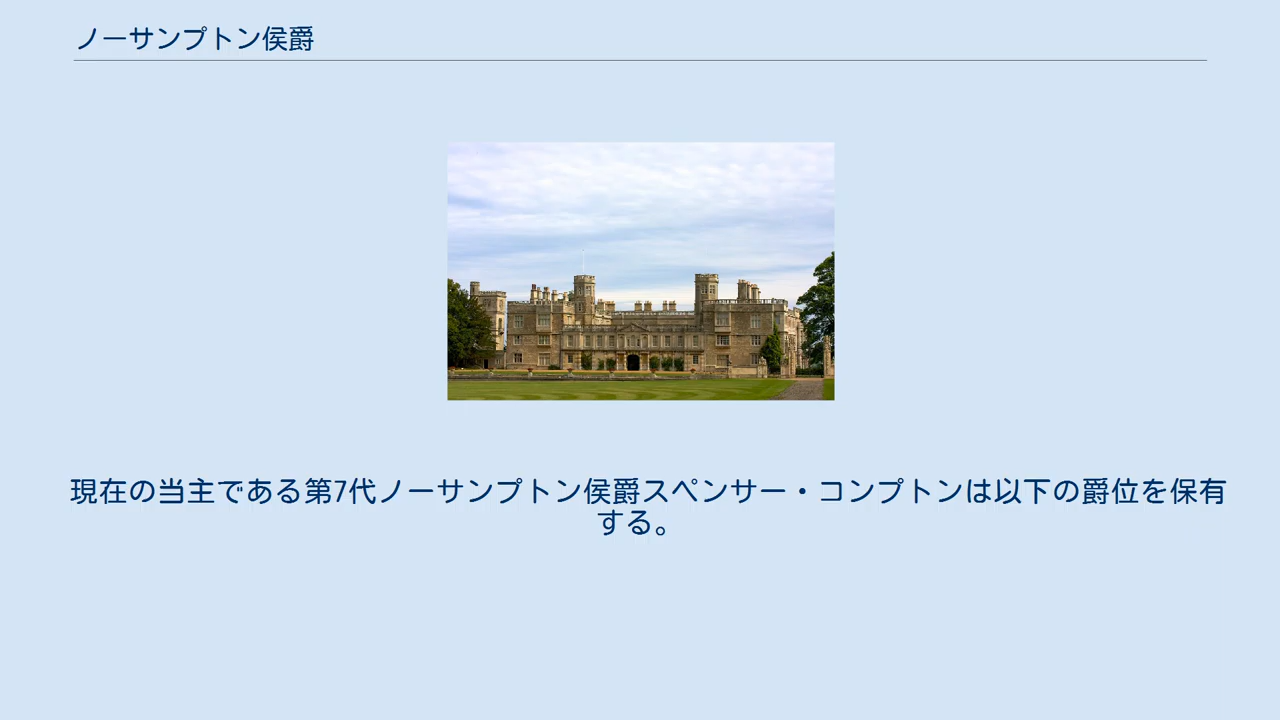 ノーサンプトン侯爵
現在の当主である第7代ノーサンプトン侯爵スペンサー・コンプトンは以下の爵位を保有
する。